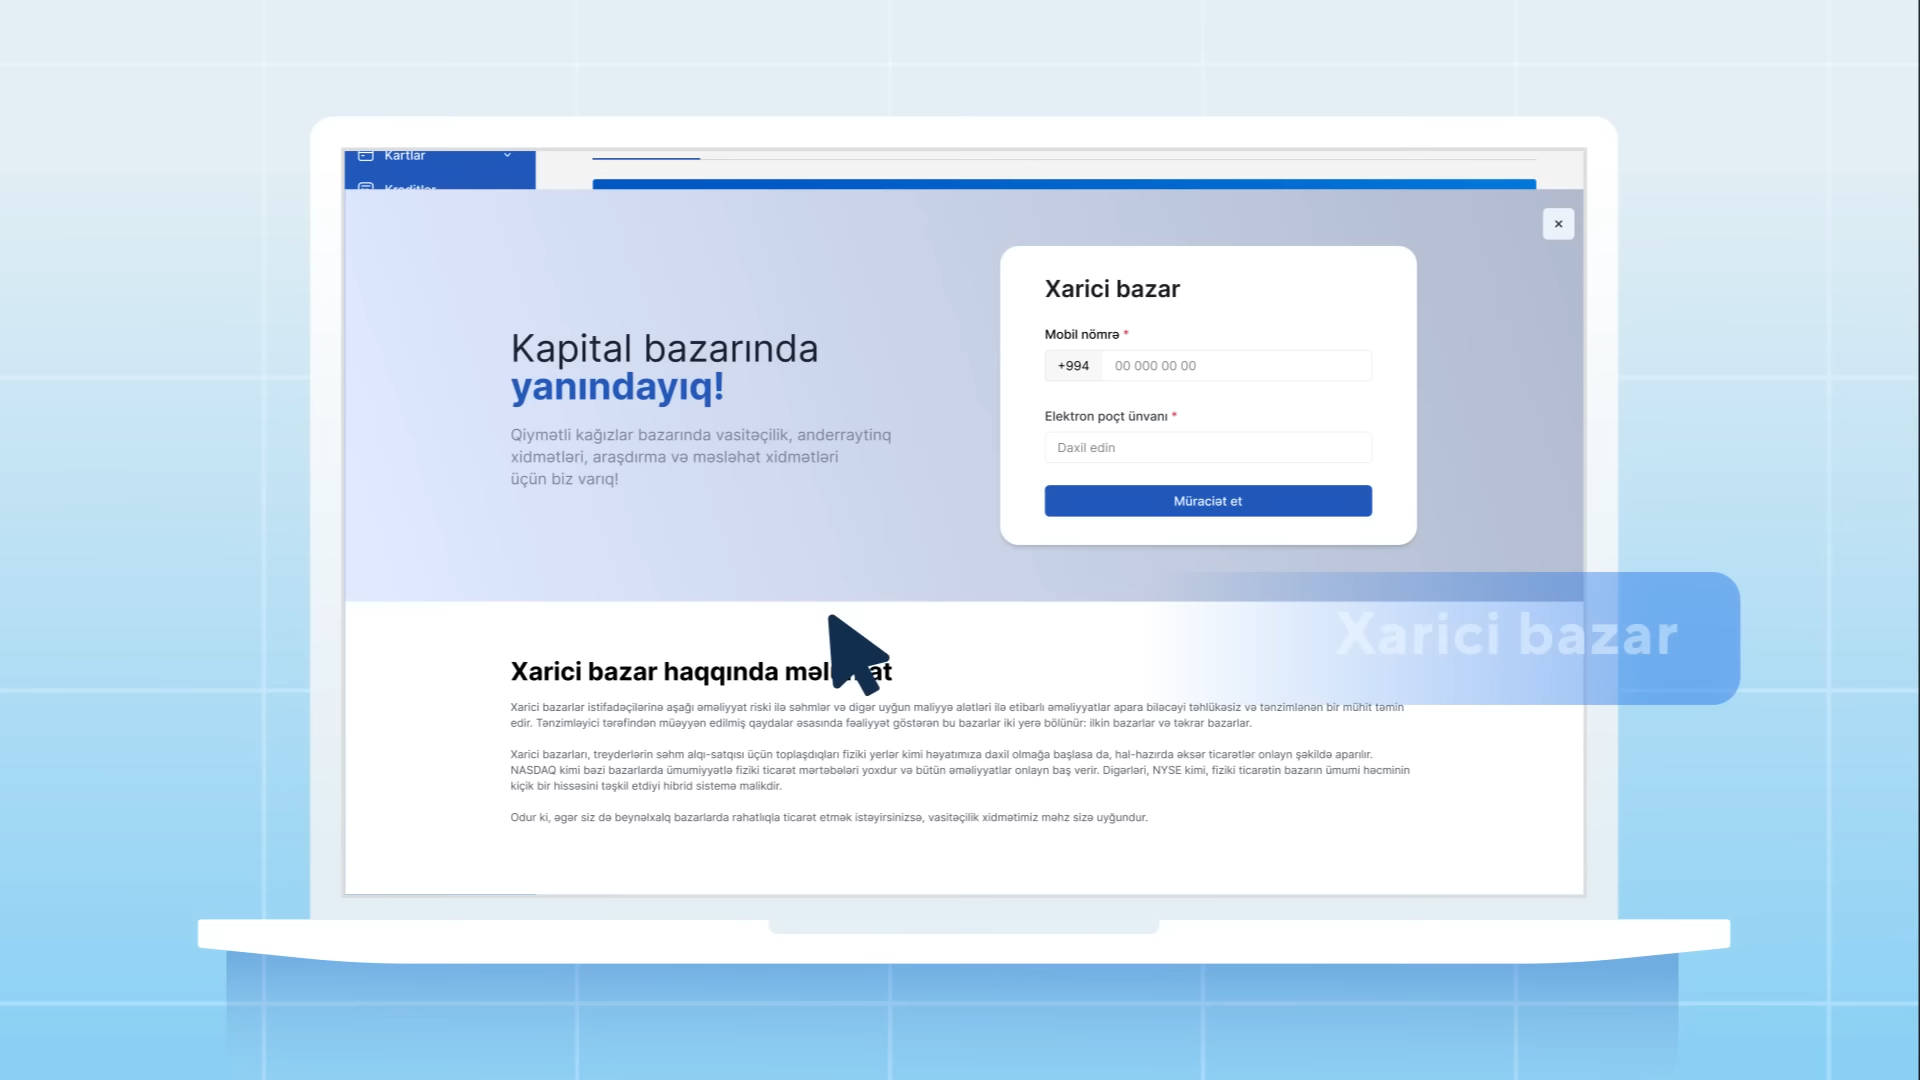 Kartlar
Kreditlər
×
Kapital bazarında
yanındayıq!
Qiymətli kağızlar bazarında vasitəçilik, anderraytinq
xidmətləri, araşdırma və məsləhət xidmətləri
üçün biz varıq!
Xarici bazar
Mobil nömrə *
+994 00 000 00 00
Elektron poçt ünvanı *
Daxil edin
Müraciət et
Xarici bazar
Xarici bazar haqqında
Xarici bazarlar istifadəçilərinə aşağı əməliyyat riski ilə səhmlər və digər uyğun maliyyə alətləri ilə etibarlı əməliyyatlar apara biləcəyi təhlükəsiz və tənzimlənən bir mühit təmin
edir. Tənzimləyici tərəfindən müəyyən edilmiş qaydalar əsasında fəaliyyət göstərən bu bazarlar iki yerə bölünür: ilkin bazarlar və təkrar bazarlar.
Xarici bazarları, treyderlərin səhm alqı-satqısı üçün toplaşdıqları fiziki yerlər kimi həyatımıza daxil olmağa başlasa da, hal-hazırda əksər ticarətlər onlayn şəkildə aparılır.
NASDAQ kimi bəzi bazarlarda ümumiyyətlə fiziki ticarət mərtəbələri yoxdur və bütün əməliyyatlar onlayn baş verir. Digərləri, NYSE kimi, fiziki ticarətin bazarın ümumi həcminin
kiçik bir hissəsini təşkil etdiyi hibrid sistemə malikdir.
Odur ki, əgər siz də beynəlxalq bazarlarda rahatlıqla ticarət etmək istəyirsinizsə, vasitəçilik xidmətimiz məhz sizə uyğundur.